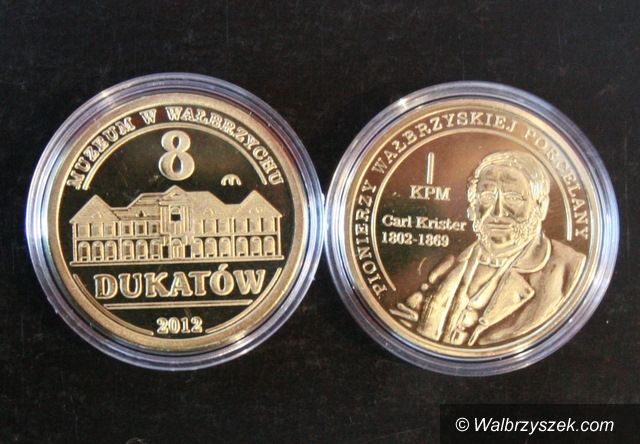 MUZEUM W WAŁBRZYCHU
8
DUKATÓW
2012
PIONIERZY WAŁBRZYSKIEJ PORCELANY
KPM
Carl Krister
1802-1869
© Walbrzyszek.com